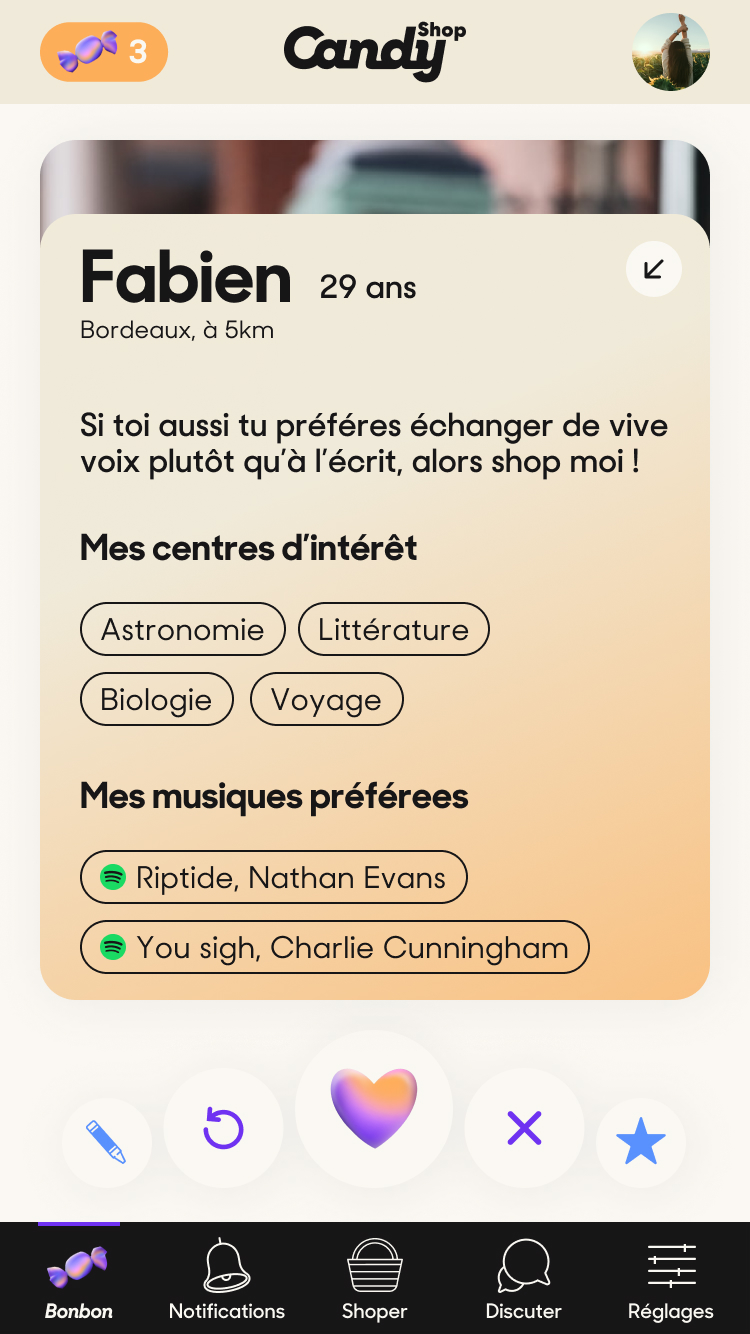 3
Candy Shop
Fabien 29 ans
Bordeaux, à 5km
Si toi aussi tu préféres échanger de vive
voix plutôt qu’à l’écrit, alors shop moi !
Mes centres d’intérêt
Astronomie Littérature
Biologie Voyage
Mes musiques préférees
Riptide, Nathan Evans
You sigh, Charlie Cunningham
Bonbon Notifications Shoper Discuter Réglages